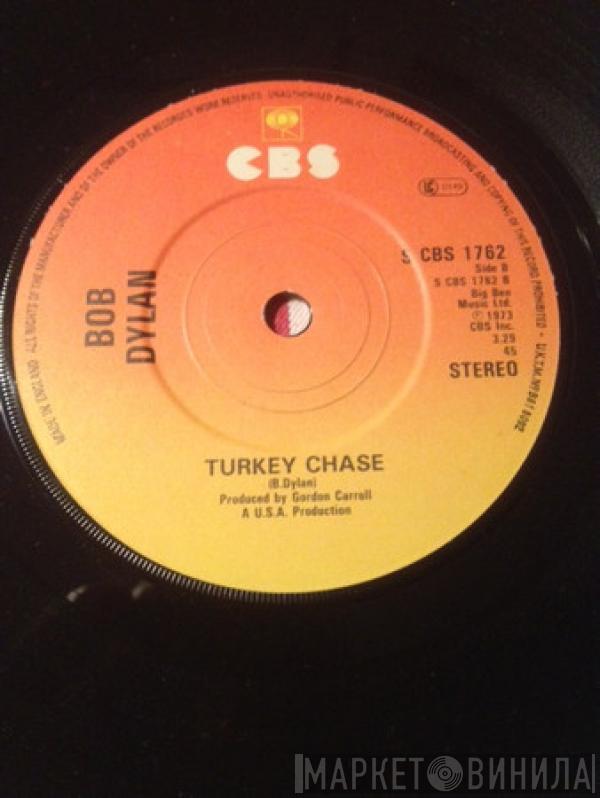 MADE IN ENGLAND ALL RIGHTS OF THE MANUFACTURER AND OF THE OWNER OF THE RECORDED WORK RESERVED. UNAUTHORISED PUBLIC PERFORMANCE BROADCASTING AND COPYING OF THIS RECORD PROHIBITED •
CBS
BOB
DYLAN
S CBS 1762
Side B
S CBS 1762 B
Big Ben
Music Ltd.
℗ 1973
CBS Inc.
3.25
45
STEREO
TURKEY CHASE
(B.Dylan)
Produced by Gordon Carroll
A U.S.A. Production
МАРКЕТ ВИНИЛА